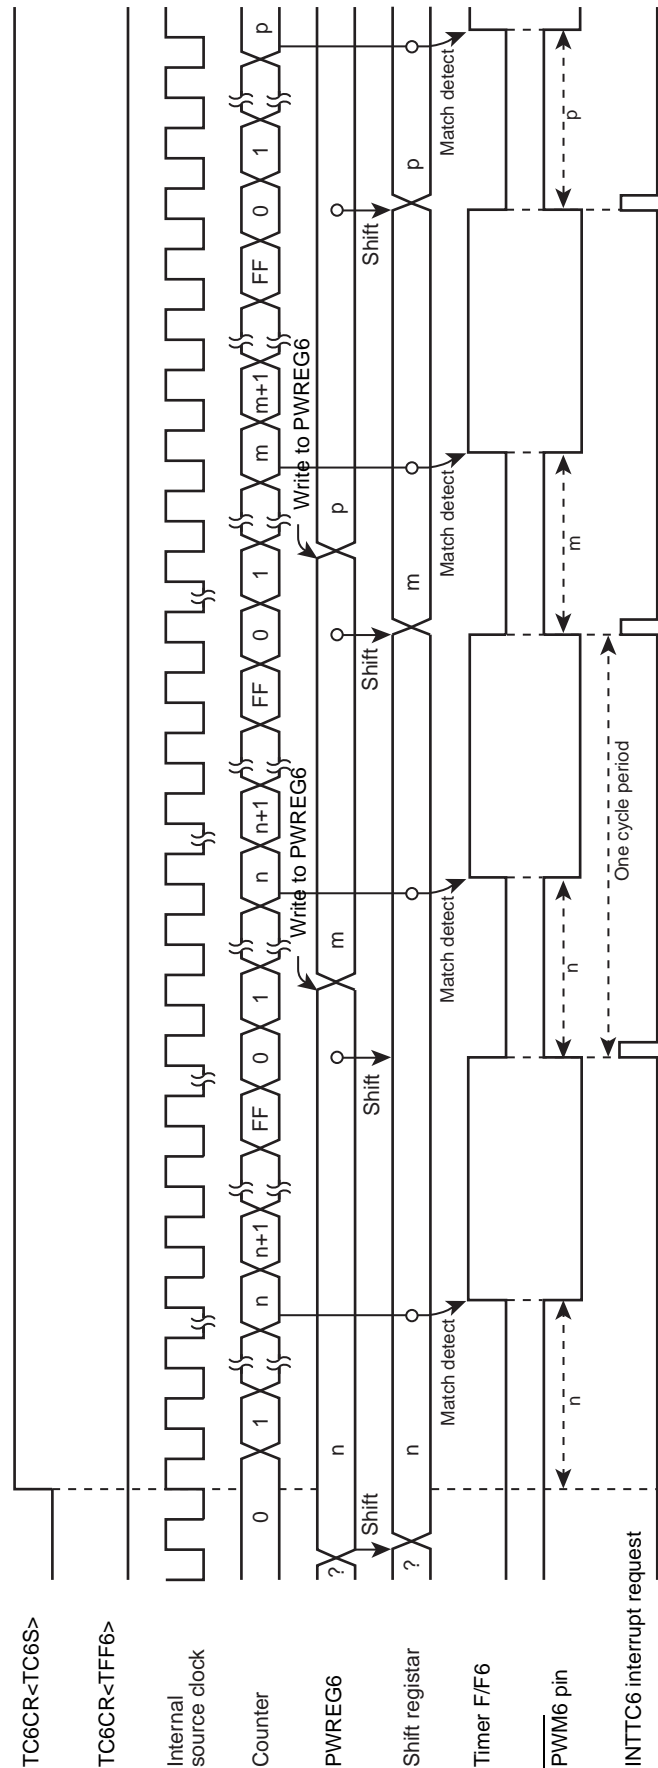 TC6CR<TC6S>
TC6CR<TFF6>
Internal
source clock
Counter
0 1 n n+1 FF 0 1 n n+1 FF 0 1 m m+1 FF 0 1 p
Write to PWREG6
Write to PWREG6
PWREG6
? n m p
Shift
Shift
Shift
Shift
Shift registar
? n m p
Match detect
Match detect
Match detect
Match detect
Timer F/F6
PWM6 pin
n n m p
One cycle period
INTTC6 interrupt request